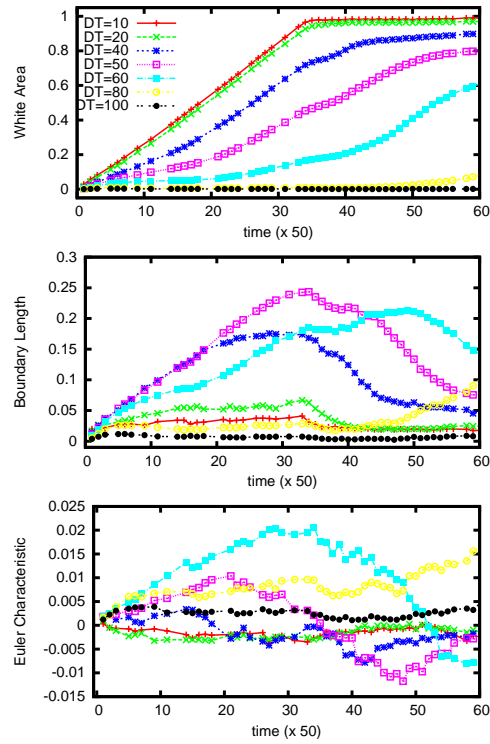 White Area
1
0.8
0.6
0.4
0.2
0
DT=10
DT=20
DT=40
DT=50
DT=60
DT=80
DT=100
0 10 20 30 40 50 60
time (x 50)
Boundary Length
0.3
0.25
0.2
0.15
0.1
0.05
0
0 10 20 30 40 50 60
time (x 50)
Euler Characteristic
0.025
0.02
0.015
0.01
0.005
0
-0.005
-0.01
-0.015
0 10 20 30 40 50 60
time (x 50)